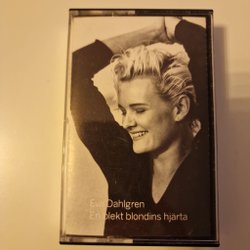 Eva Dahlgren
En blekt blondins hjärta